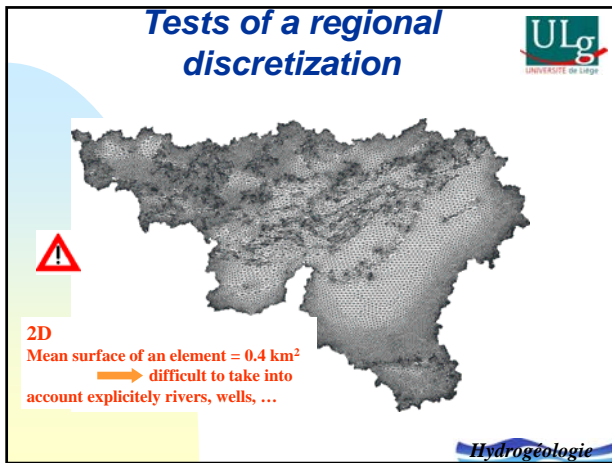 Tests of a regional
discretization
ULg
UNIVERSITÉ de Liège
!
2D
Mean surface of an element = 0.4 km²
difficult to take into
account explicitely rivers, wells, …
Hydrogéologie